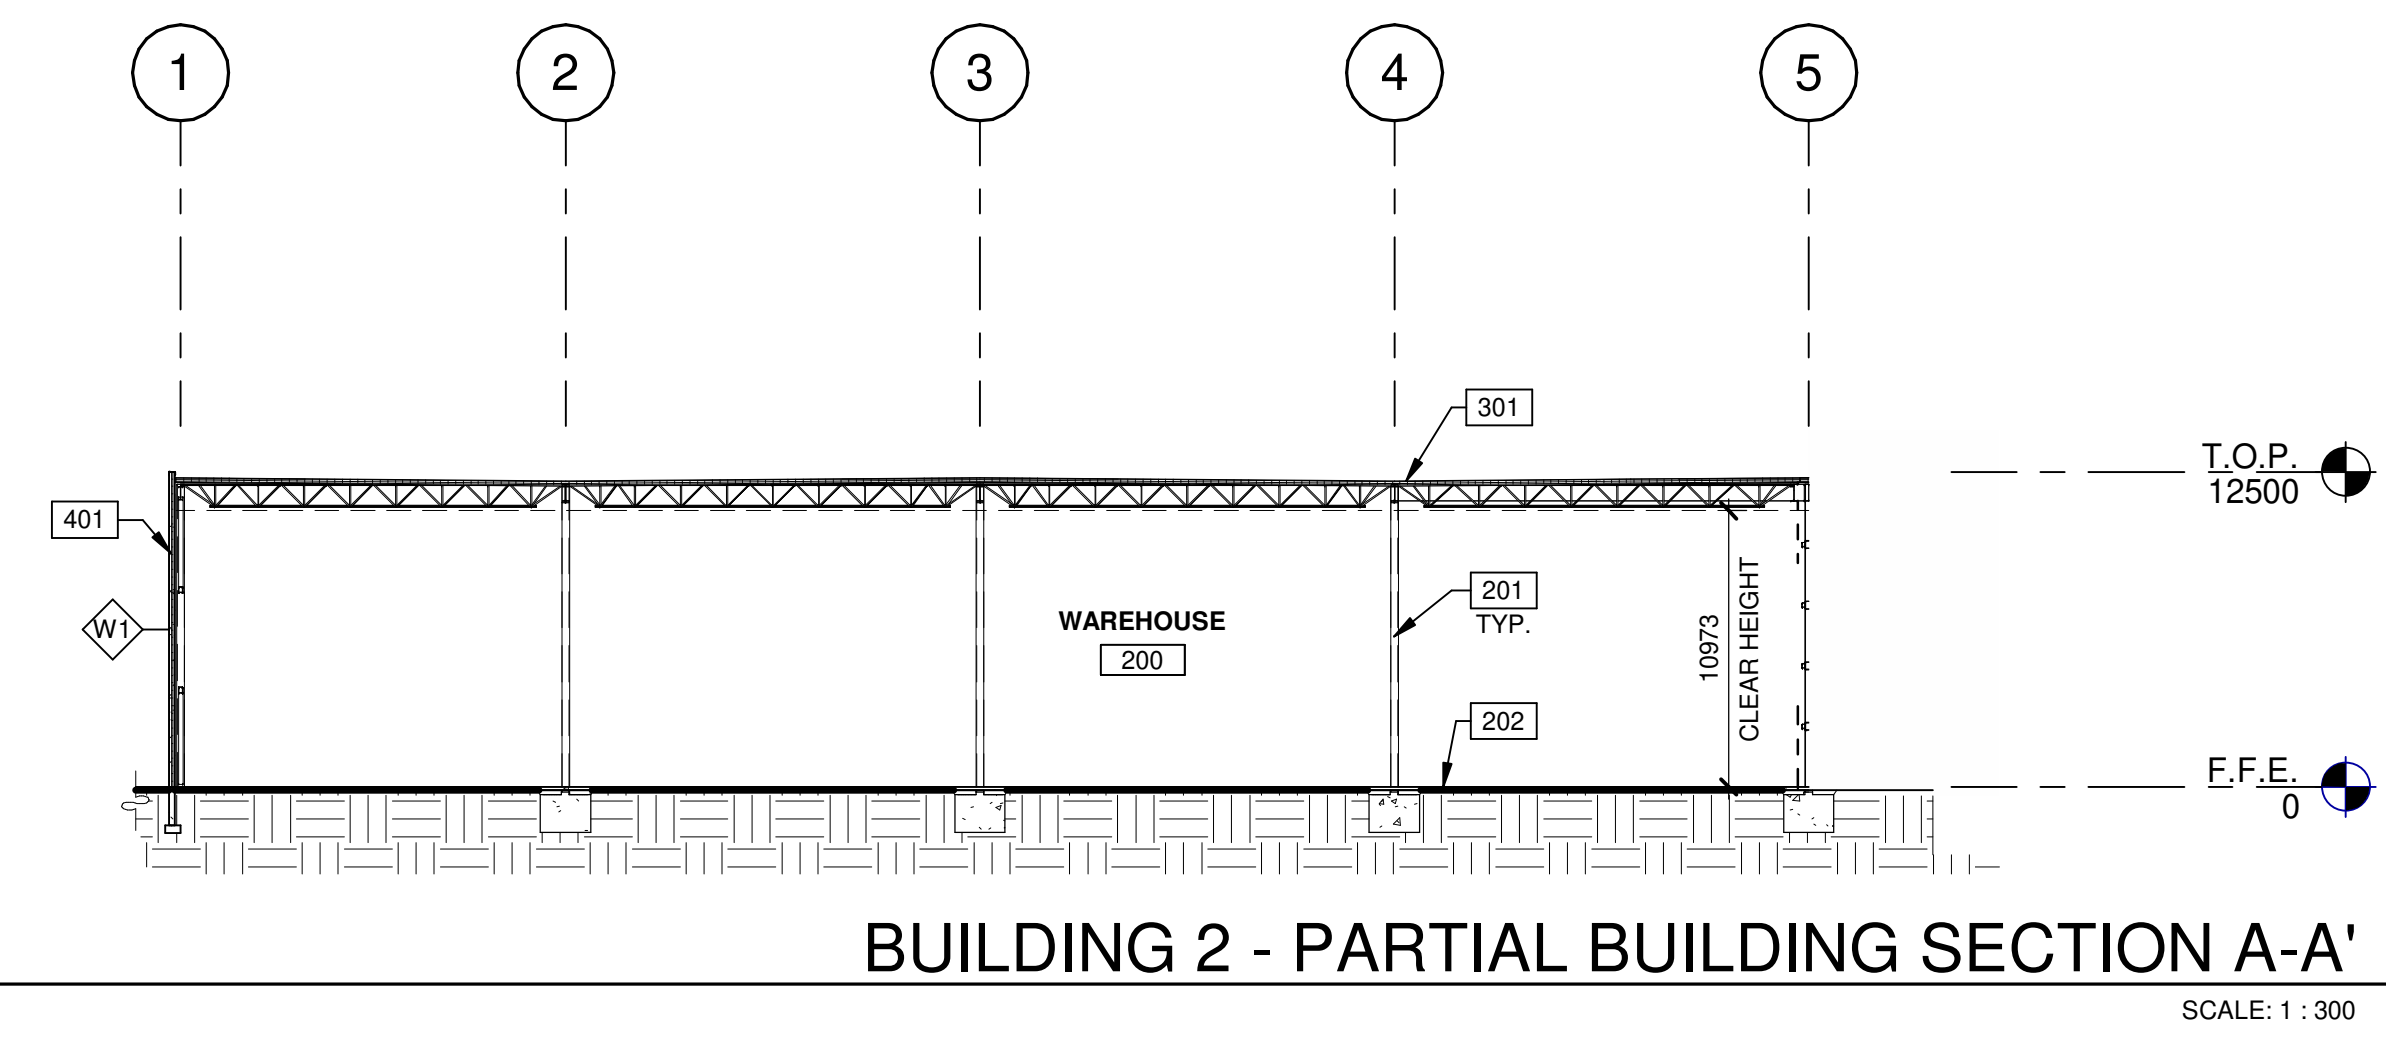 1
2
3
4
5
301
T.O.P.
12500
401
W1
WAREHOUSE
200
201
TYP.
202
10973
CLEAR HEIGHT
F.F.E.
0
BUILDING 2 - PARTIAL BUILDING SECTION A-A'
SCALE: 1 : 300